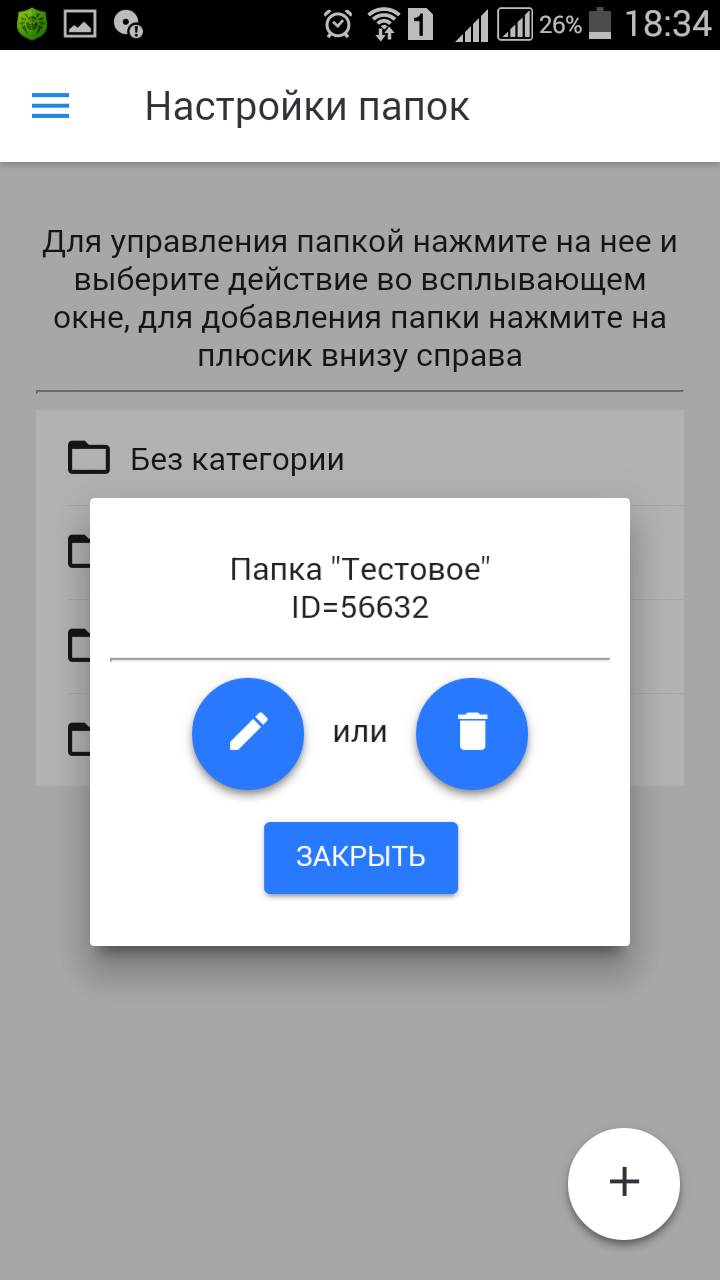 1 26% 18:34
Настройки папок
Для управления папкой нажмите на нее и
выберите действие во всплывающем
окне, для добавления папки нажмите на
плюсик внизу справа
Без категории
Папка "Тестовое"
ID=56632
или
ЗАКРЫТЬ